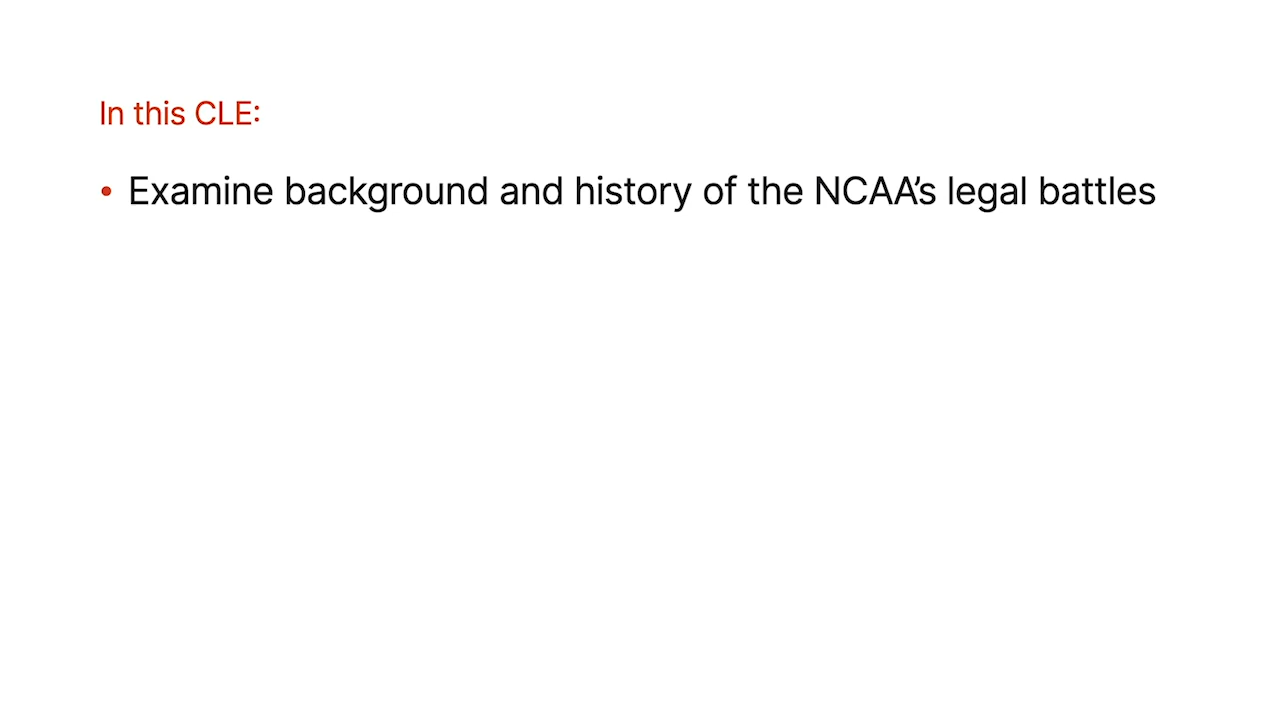 In this CLE:
• Examine background and history of the NCAA’s legal battles